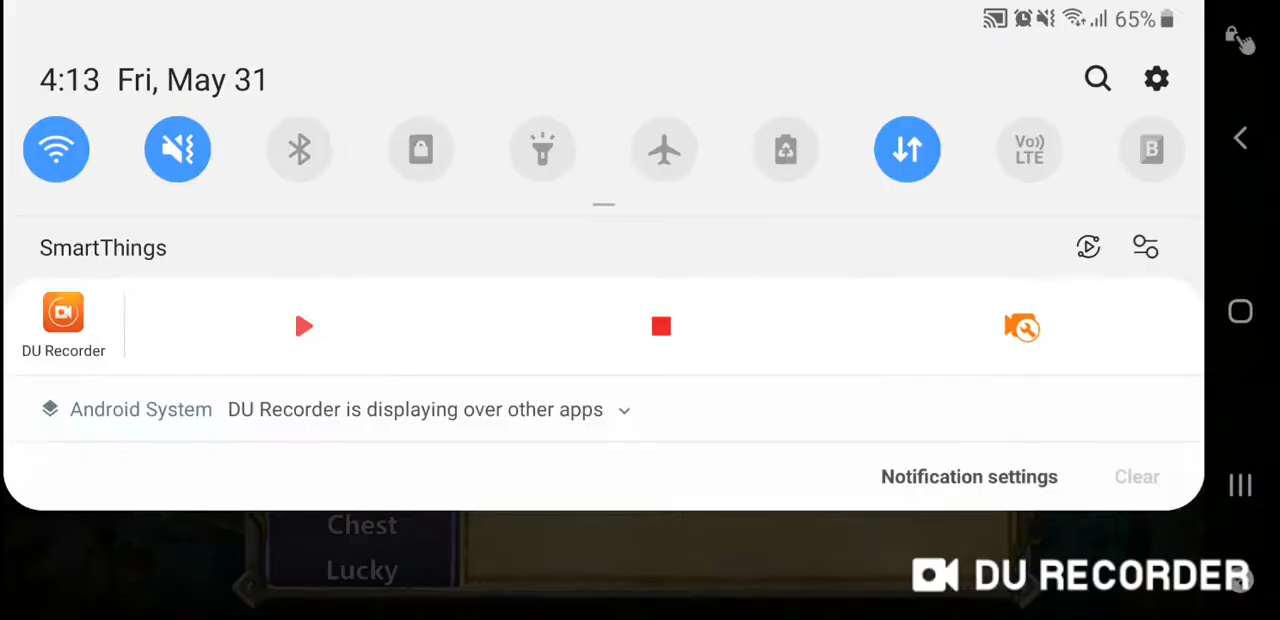 65%
4:13 Fri, May 31
Vo))
LTE
B
SmartThings
DU Recorder
Android System DU Recorder is displaying over other apps
Notification settings Clear
Chest
Lucky
DU RECORDER